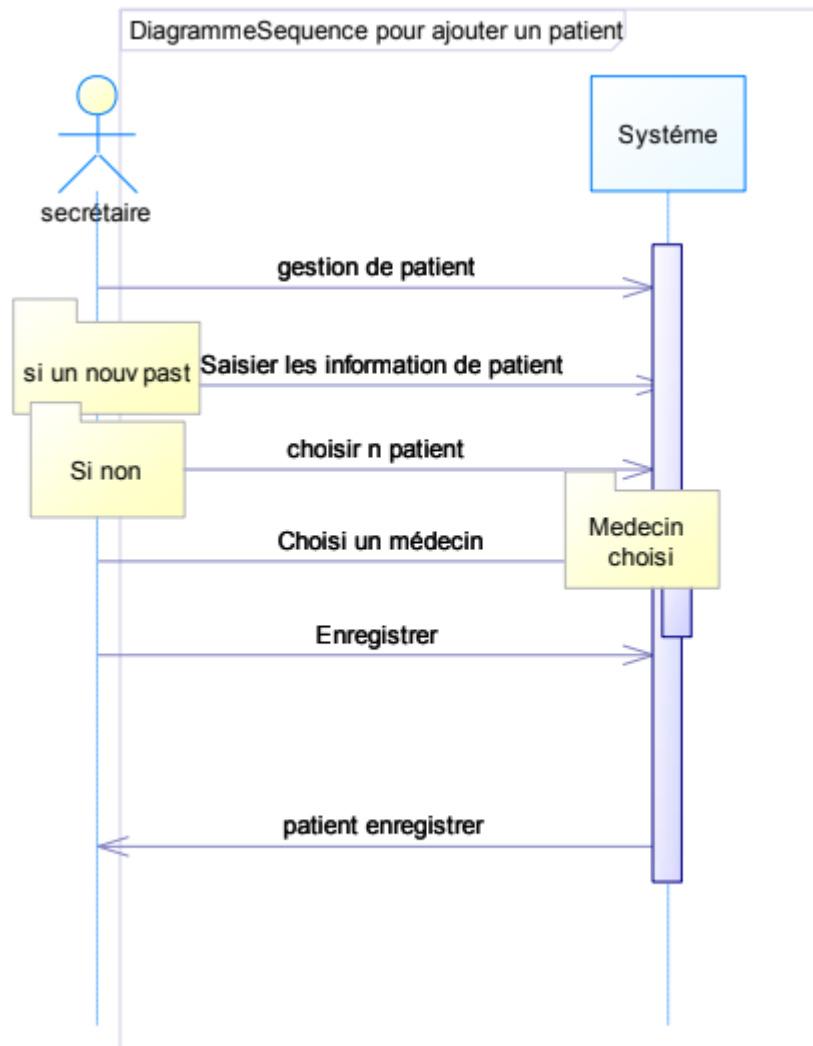 DiagrammeSequence pour ajouter un patient
Systéme
secrétaire
gestion de patient
si un nouv past
Saisier les information de patient
Si non
choisir n patient
Choisi un médecin
Medecin
choisi
Enregistrer
patient enregistrer